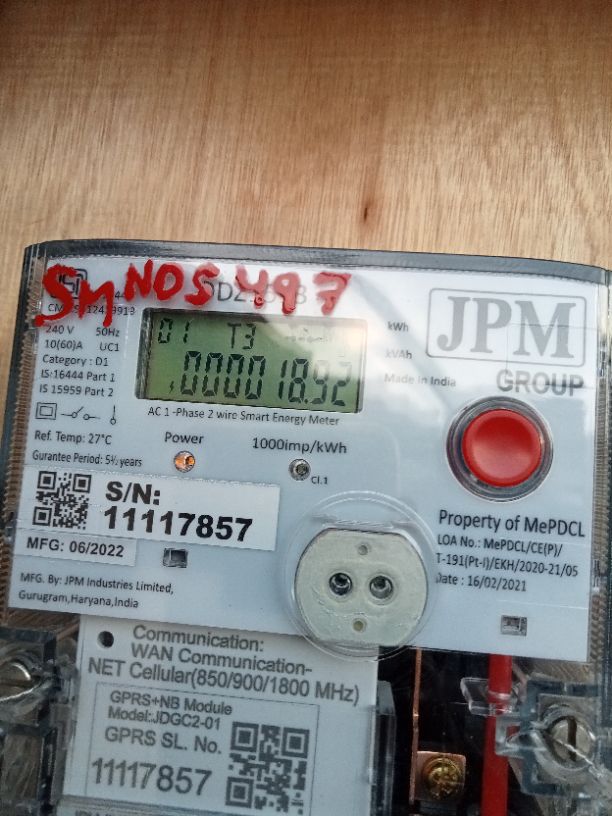 SMNDS497
240 V 50Hz
10(60)A UC1
Category : D1
IS:16444 Part 1
IS 15959 Part 2
Ref. Temp: 27°C
Gurantee Period: 5½ years
01 T3
000018.92
kWh
kVAh
Made in India
JPM
GROUP
AC 1-Phase 2 wire Smart Energy Meter
Power
1000imp/kWh
Cl.1
S/N:
11117857
MFG: 06/2022
MFG. By: JPM Industries Limited,
Gurugram,Haryana,India
Property of MePDCL
LOA No.: MePDCL/CE(P)/
T-191(Pt-I)/EKH/2020-21/05
Date : 16/02/2021
Communication:
WAN Communication-
NET Cellular(850/900/1800 MHz)
GPRS+NB Module
Model:JDGC2-01
GPRS SL. No.
11117857